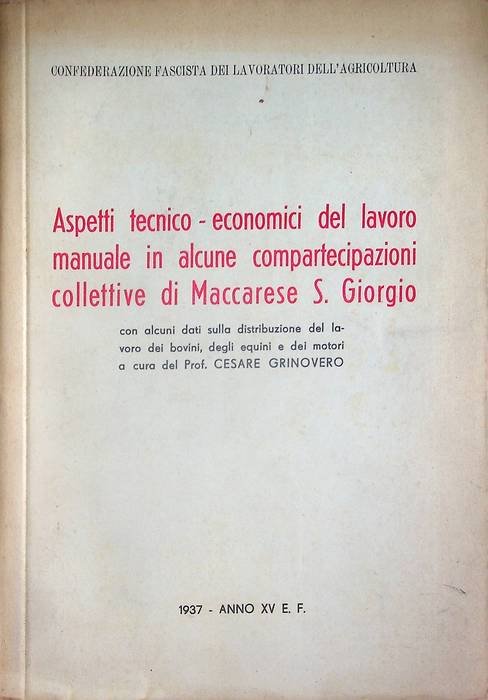 CONFEDERAZIONE FASCISTA DEI LAVORATORI DELL'AGRICOLTURA
Aspetti tecnico - economici del lavoro
manuale in alcune compartecipazioni
collettive di Maccarese S. Giorgio
con alcuni dati sulla distribuzione del la-
voro dei bovini, degli equini e dei motori
a cura del Prof. CESARE GRINOVERO
1937 - ANNO XV E. F.